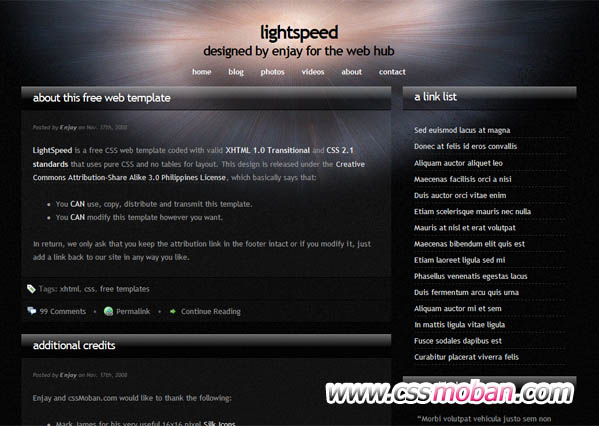 lightspeed
designed by enjay for the web hub
home blog photos videos about contact
about this free web template
Posted by Enjay on Nov. 17th, 2008
LightSpeed is a free CSS web template coded with valid XHTML 1.0 Transitional and CSS 2.1
standards that uses pure CSS and no tables for layout. This design is released under the Creative
Commons Attribution-Share Alike 3.0 Philippines License, which basically says that:
You CAN use, copy, distribute and transmit this template.
You CAN modify this template however you want.
In return, we only ask that you keep the attribution link in the footer intact or if you modify it, just
add a link back to our site in any way you like.
Tags: xhtml, css, free templates
99 Comments • Permalink • Continue Reading
additional credits
Posted by Enjay on Nov. 17th, 2008
Enjay and cssMoban.com would like to thank the following:
Mark James for his very useful 16x16 pixel Silk Icons
a link list
Sed euismod lacus at magna
Donec at felis id eros convallis
Aliquam auctor aliquet leo
Maecenas facilisis orci a nisi
Duis auctor orci vitae enim
Etiam scelerisque mauris nec nulla
Mauris at nisl et erat volutpat
Maecenas bibendum elit quis est
Etiam laoreet ligula sed mi
Phasellus venenatis egestas lacus
Duis fermentum arcu quis urna
Aliquam auctor mi et sem
In mattis ligula vitae ligula
Fusce sodales dapibus est
Curabitur placerat viverra felis
www.cssmoban.com
“Morbi volutpat vehicula justo sem non